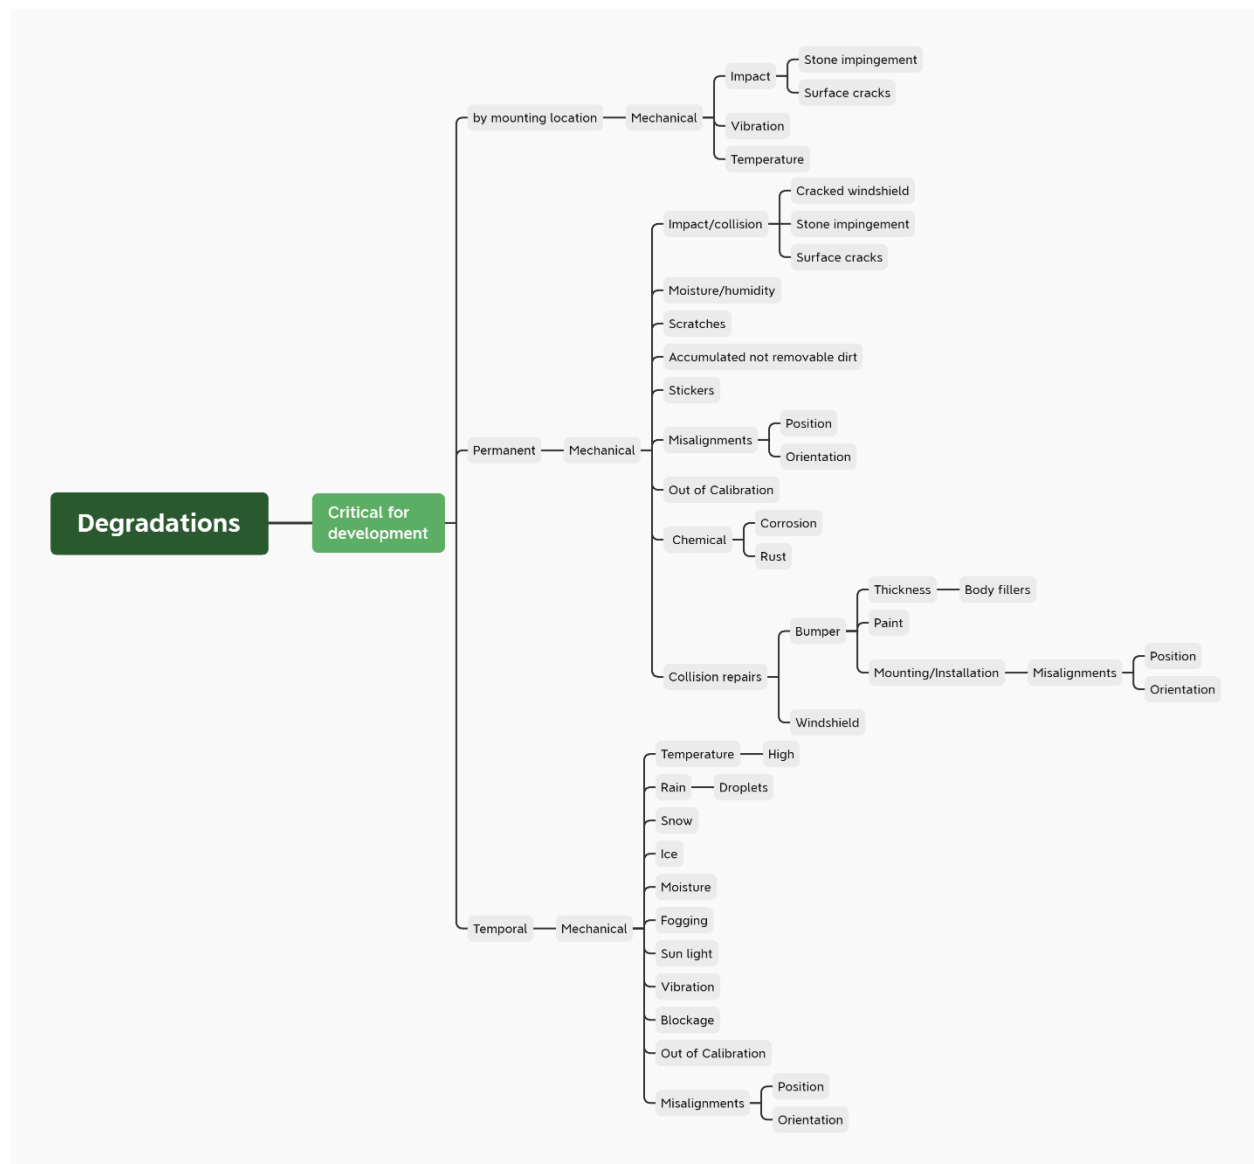 Degradations
Critical for
development
by mounting location
Mechanical
Impact
Stone impingement
Surface cracks
Vibration
Temperature
Permanent
Mechanical
Impact/collision
Cracked windshield
Stone impingement
Surface cracks
Moisture/humidity
Scratches
Accumulated not removable dirt
Stickers
Misalignments
Position
Orientation
Out of Calibration
Chemical
Corrosion
Rust
Collision repairs
Bumper
Thickness
Body fillers
Paint
Mounting/Installation
Misalignments
Position
Orientation
Windshield
Temporal
Mechanical
Temperature
High
Rain
Droplets
Snow
Ice
Moisture
Fogging
Sun light
Vibration
Blockage
Out of Calibration
Misalignments
Position
Orientation